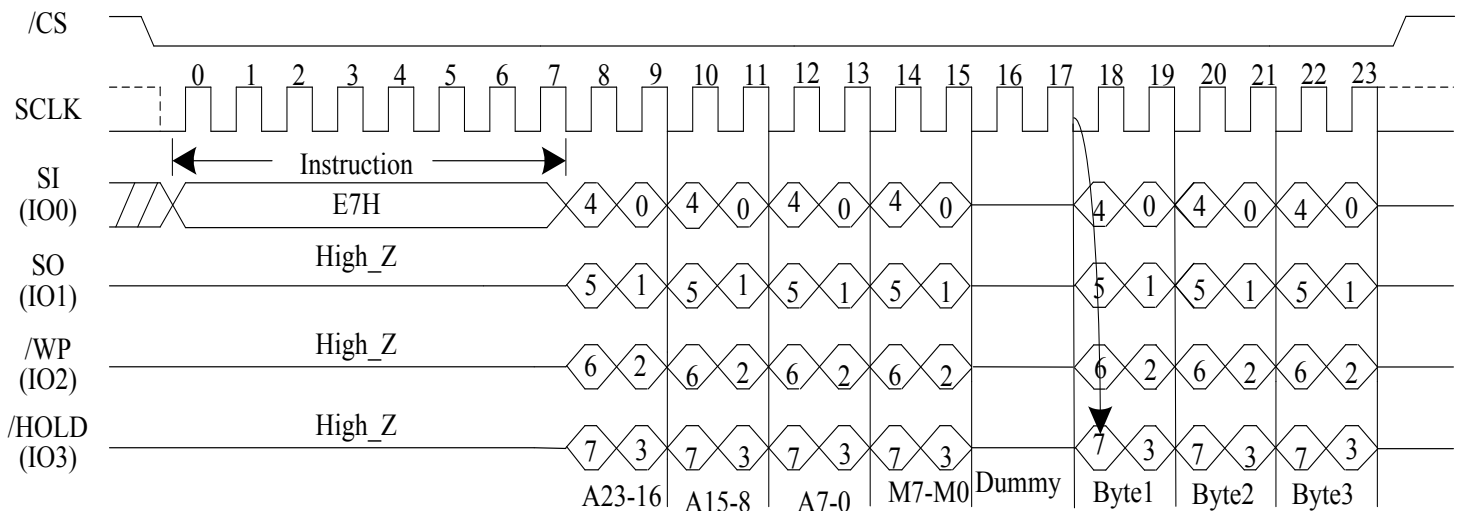 /CS
0 1 2 3 4 5 6 7 8 9 10 11 12 13 14 15 16 17 18 19 20 21 22 23
SCLK
Instruction
SI
(IO0)
E7H
4 0 4 0 4 0 4 0 4 0 4 0 4 0
High_Z
SO
(IO1)
5 1 5 1 5 1 5 1 5 1 5 1 5 1
High_Z
/WP
(IO2)
6 2 6 2 6 2 6 2 6 2 6 2 6 2
High_Z
/HOLD
(IO3)
7 3 7 3 7 3 7 3 7 3 7 3 7 3
A23-16 A15-8 A7-0 M7-M0 Dummy Byte1 Byte2 Byte3